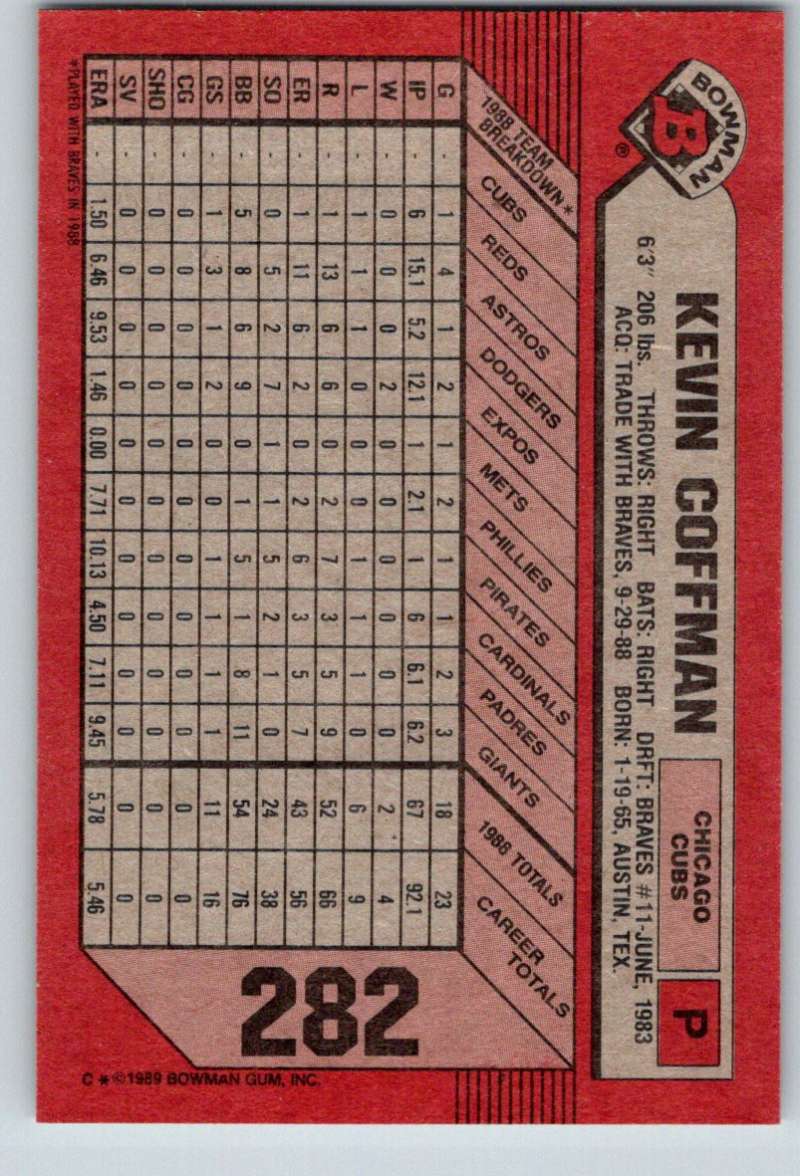 BOWMAN
B ®
KEVIN COFFMAN
CHICAGO
CUBS
P
6'3" 206 lbs. THROWS: RIGHT BATS: RIGHT DRFT: BRAVES #11-JUNE, 1983
ACQ: TRADE WITH BRAVES, 9-29-88 BORN: 1-19-65, AUSTIN, TEX.
1988 TEAM BREAKDOWN* CUBS REDS ASTROS DODGERS EXPOS METS PHILLIES PIRATES CARDINALS PADRES GIANTS 1988 TOTALS CAREER TOTALS
G - 1 4 1 2 1 2 1 1 2 3 18 23
IP - 6 15.1 5.2 12.1 1 2.1 1 6 6.1 6.2 67 92.1
W - 0 0 0 2 0 0 0 0 0 0 2 4
L - 1 1 1 0 0 0 1 1 1 0 6 9
R - 1 13 6 6 0 2 7 3 5 9 52 66
ER - 1 11 6 2 0 2 6 3 5 7 43 56
SO - 0 5 2 7 1 1 5 2 1 0 24 38
BB - 5 8 6 9 0 1 5 1 8 11 54 76
GS - 1 3 1 2 0 0 1 1 1 1 11 16
CG - 0 0 0 0 0 0 0 0 0 0 0 0
SHO - 0 0 0 0 0 0 0 0 0 0 0 0
SV - 0 0 0 0 0 0 0 0 0 0 0 0
ERA - 1.50 6.46 9.53 1.46 0.00 7.71 10.13 4.50 7.11 9.45 5.78 5.46
*PLAYED WITH BRAVES IN 1988
282
C *©1989 BOWMAN GUM, INC.